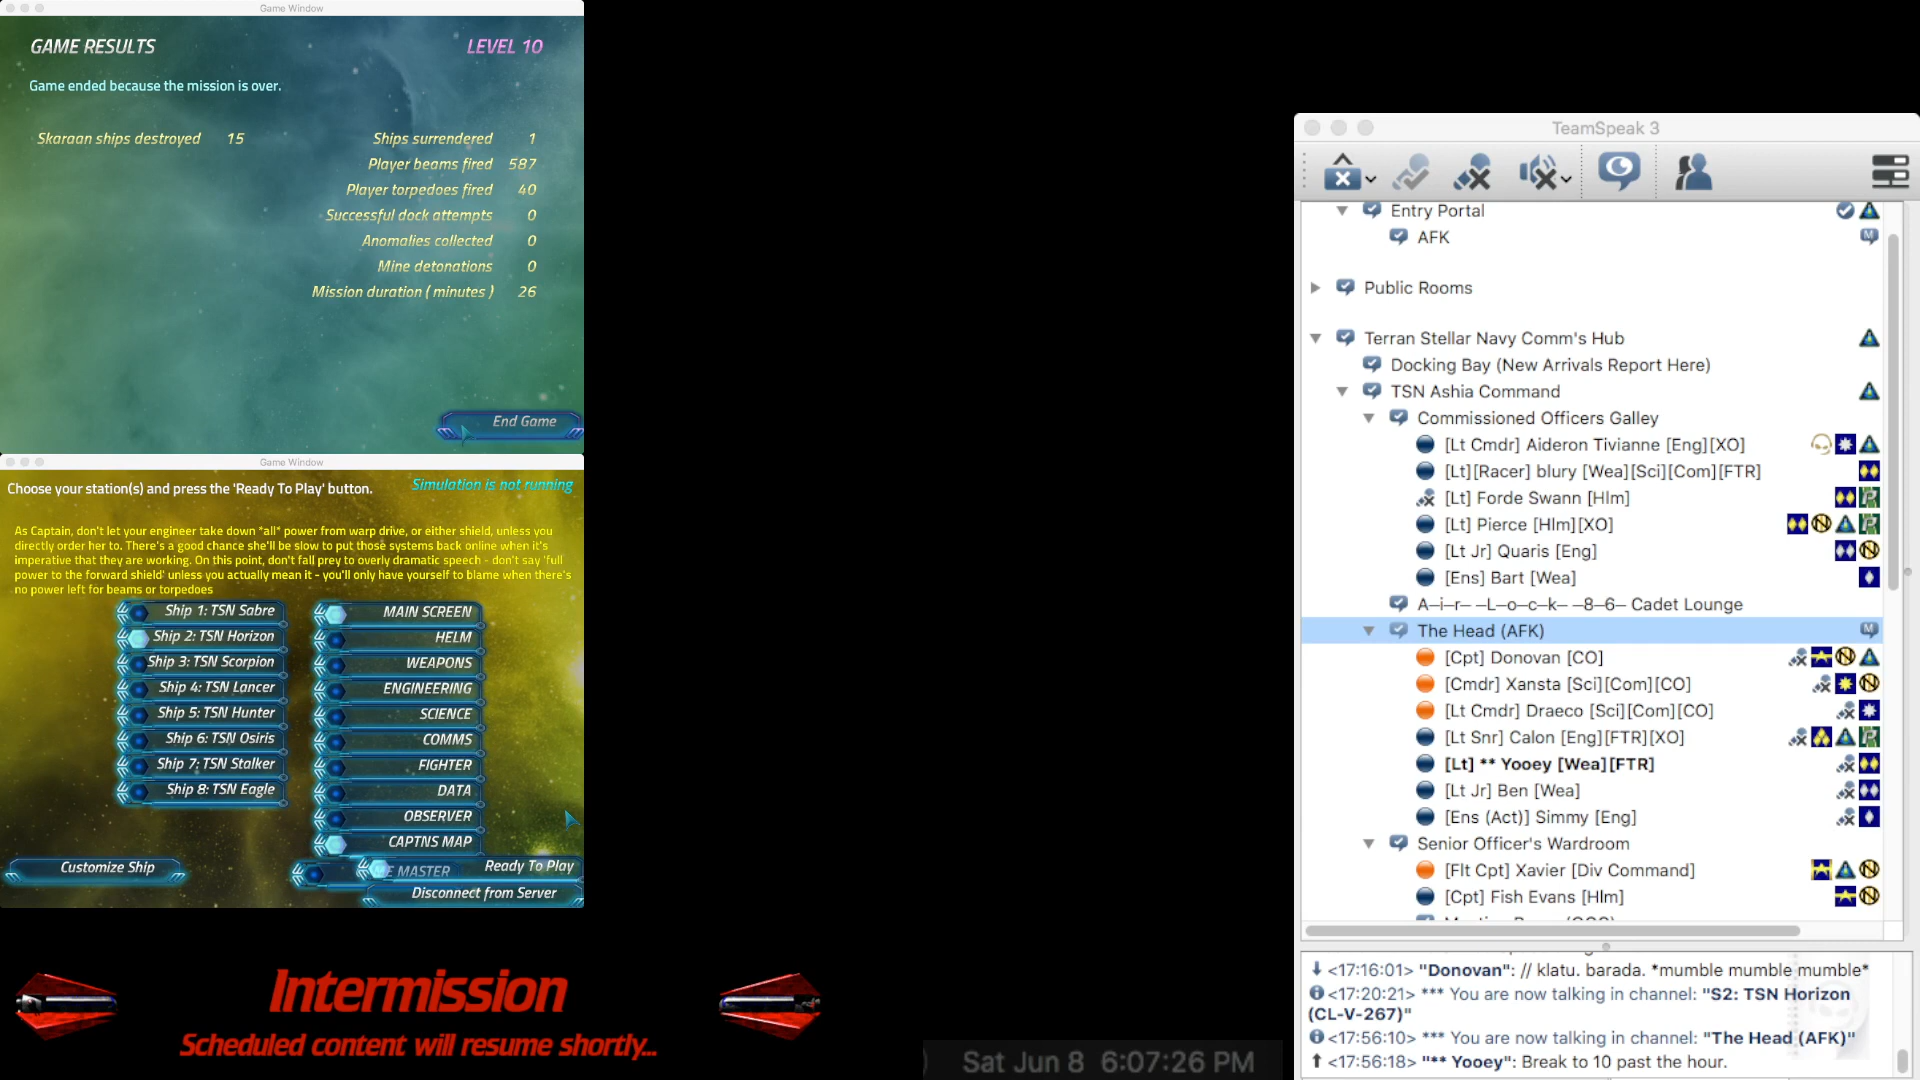 Game Window
GAME RESULTS
LEVEL 10
Game ended because the mission is over.
Skaraan ships destroyed 15
Ships surrendered 1
Player beams fired 587
Player torpedoes fired 40
Successful dock attempts 0
Anomalies collected 0
Mine detonations 0
Mission duration ( minutes ) 26
End Game
Game Window
Choose your station(s) and press the 'Ready To Play' button.
Simulation is not running
As Captain, don't let your engineer take down *all* power from warp drive, or either shield, unless you
directly order her to. There's a good chance she'll be slow to put those systems back online when it's
imperative that they are working. On this point, don't fall prey to overly dramatic speech - don't say 'full
power to the forward shield' unless you actually mean it - you'll only have yourself to blame when there's
no power left for beams or torpedoes
Ship 1: TSN Sabre
Ship 2: TSN Horizon
Ship 3: TSN Scorpion
Ship 4: TSN Lancer
Ship 5: TSN Hunter
Ship 6: TSN Osiris
Ship 7: TSN Stalker
Ship 8: TSN Eagle
MAIN SCREEN
HELM
WEAPONS
ENGINEERING
SCIENCE
COMMS
FIGHTER
DATA
OBSERVER
CAPTNS MAP
MASTER
Ready To Play
Customize Ship
Disconnect from Server
Intermission
Scheduled content will resume shortly...
Sat Jun 8 6:07:26 PM
TeamSpeak 3
Entry Portal
AFK
Public Rooms
Terran Stellar Navy Comm's Hub
Docking Bay (New Arrivals Report Here)
TSN Ashia Command
Commissioned Officers Galley
[Lt Cmdr] Aideron Tivianne [Eng][XO]
[Lt][Racer] blury [Wea][Sci][Com][FTR]
[Lt] Forde Swann [Hlm]
[Lt] Pierce [Hlm][XO]
[Lt Jr] Quaris [Eng]
[Ens] Bart [Wea]
A—i—r— —L—o—c—k— —8—6— Cadet Lounge
The Head (AFK)
[Cpt] Donovan [CO]
[Cmdr] Xansta [Sci][Com][CO]
[Lt Cmdr] Draeco [Sci][Com][CO]
[Lt Snr] Calon [Eng][FTR][XO]
[Lt] ** Yooey [Wea][FTR]
[Lt Jr] Ben [Wea]
[Ens (Act)] Simmy [Eng]
Senior Officer's Wardroom
[Flt Cpt] Xavier [Div Command]
[Cpt] Fish Evans [Hlm]
<17:16:01> "Donovan": // klatu. barada. *mumble mumble mumble*
<17:20:21> *** You are now talking in channel: "S2: TSN Horizon
(CL-V-267)"
<17:56:10> *** You are now talking in channel: "The Head (AFK)"
<17:56:18> "** Yooey": Break to 10 past the hour.